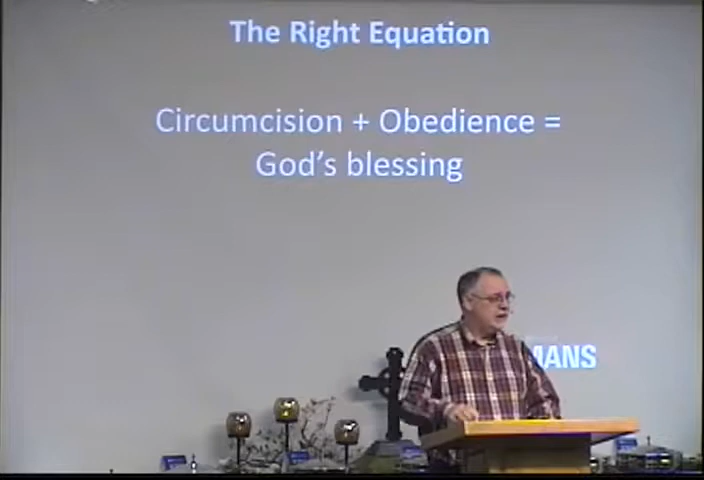 The Right Equation
Circumcision + Obedience =
God's blessing
MANS